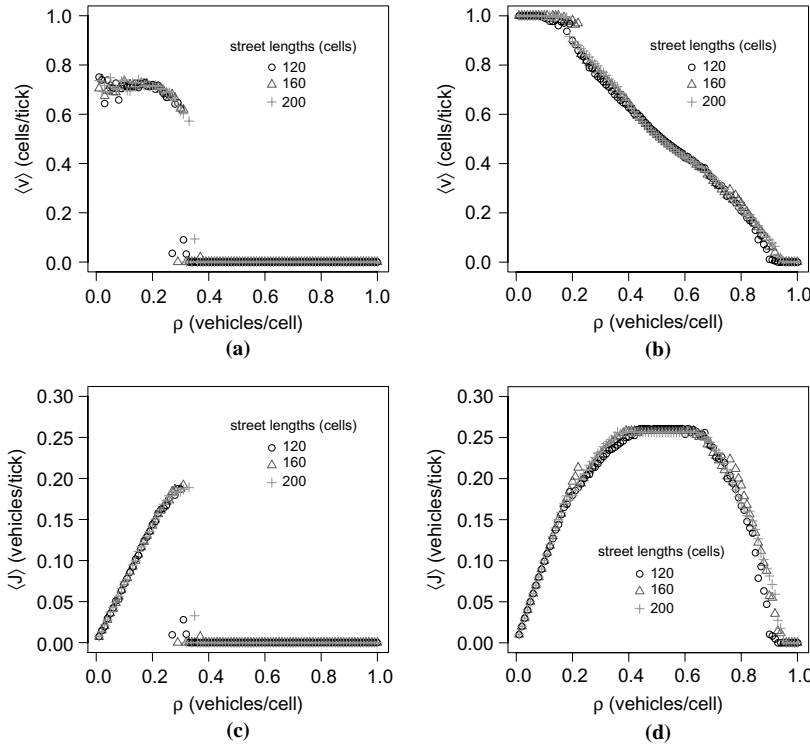 1.0
0.8
0.6
0.4
0.2
0.0
⟨v⟩ (cells/tick)
street lengths (cells)
120
160
200
0.0 0.2 0.4 0.6 0.8 1.0
ρ (vehicles/cell)
(a)
1.0
0.8
0.6
0.4
0.2
0.0
⟨v⟩ (cells/tick)
street lengths (cells)
120
160
200
0.0 0.2 0.4 0.6 0.8 1.0
ρ (vehicles/cell)
(b)
0.30
0.25
0.20
0.15
0.10
0.05
0.00
⟨J⟩ (vehicles/tick)
street lengths (cells)
120
160
200
0.0 0.2 0.4 0.6 0.8 1.0
ρ (vehicles/cell)
(c)
0.30
0.25
0.20
0.15
0.10
0.05
0.00
⟨J⟩ (vehicles/tick)
street lengths (cells)
120
160
200
0.0 0.2 0.4 0.6 0.8 1.0
ρ (vehicles/cell)
(d)